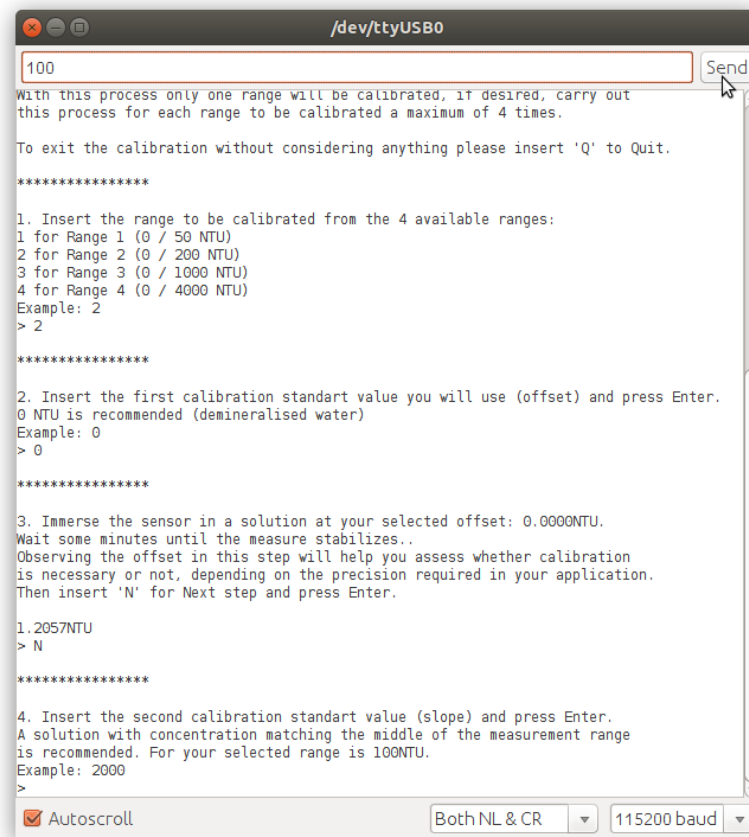 /dev/ttyUSB0
100
Send
With this process only one range will be calibrated, if desired, carry out
this process for each range to be calibrated a maximum of 4 times.
To exit the calibration without considering anything please insert 'Q' to Quit.
****************
1. Insert the range to be calibrated from the 4 available ranges:
1 for Range 1 (0 / 50 NTU)
2 for Range 2 (0 / 200 NTU)
3 for Range 3 (0 / 1000 NTU)
4 for Range 4 (0 / 4000 NTU)
Example: 2
> 2
****************
2. Insert the first calibration standart value you will use (offset) and press Enter.
0 NTU is recommended (demineralised water)
Example: 0
> 0
****************
3. Immerse the sensor in a solution at your selected offset: 0.0000NTU.
Wait some minutes until the measure stabilizes..
Observing the offset in this step will help you assess whether calibration
is necessary or not, depending on the precision required in your application.
Then insert 'N' for Next step and press Enter.
1.2057NTU
> N
****************
4. Insert the second calibration standart value (slope) and press Enter.
A solution with concentration matching the middle of the measurement range
is recommended. For your selected range is 100NTU.
Example: 2000
>
Autoscroll
Both NL & CR
115200 baud